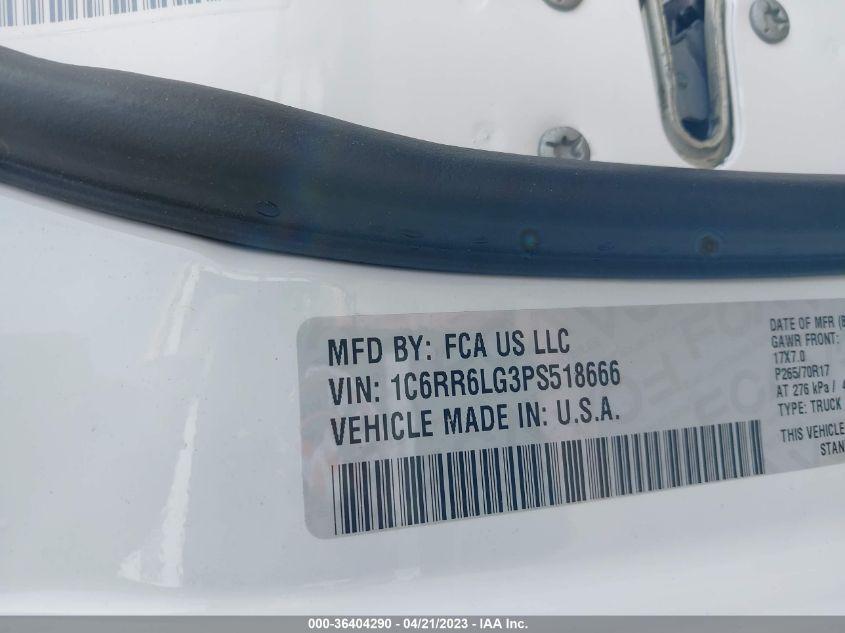 MFD BY: FCA US LLC
VIN: 1C6RR6LG3PS518666
VEHICLE MADE IN: U.S.A.
DATE OF MFR
GAWR FRONT:
17X7.0
P265/70R17
AT 276 kPa /
TYPE: TRUCK
THIS VEHICLE
000-36404290 - 04/21/2023 - IAA Inc.